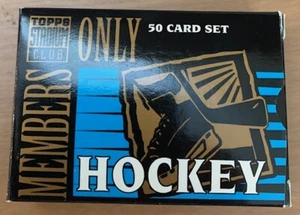 TOPPS
STADIUM
CLUB
MEMBERS
ONLY
50 CARD SET
HOCKEY